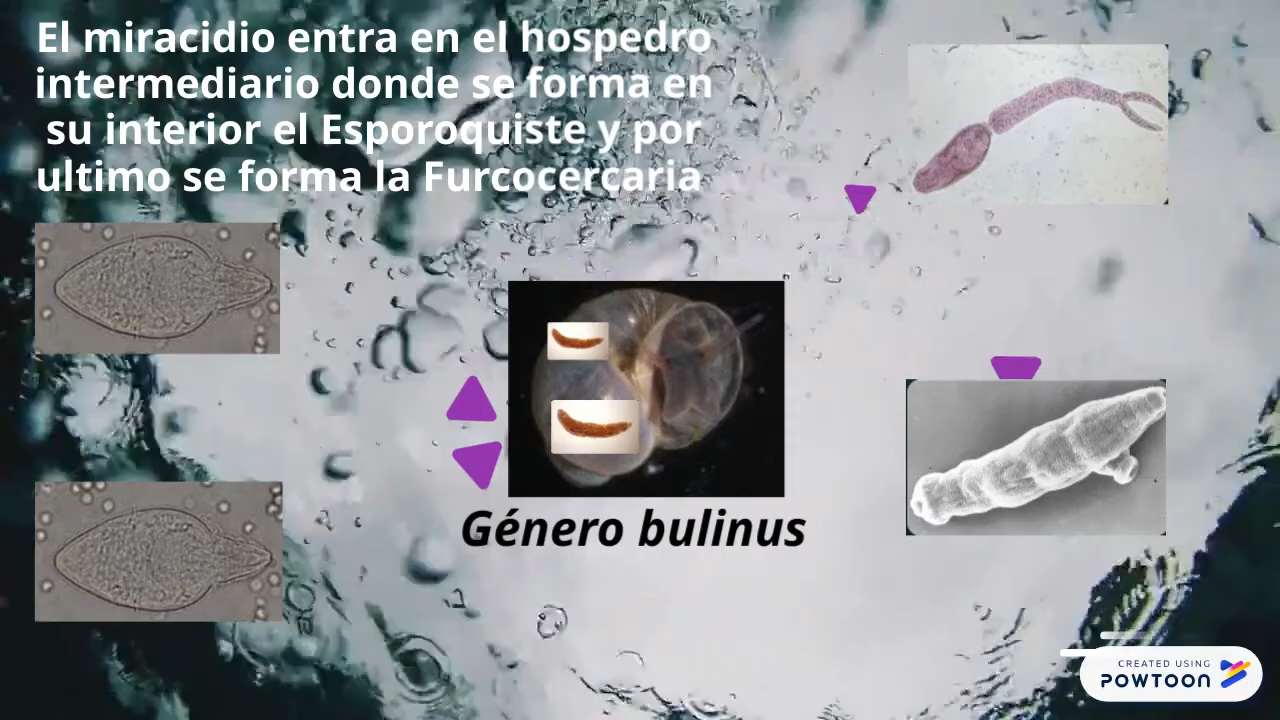 El miracidio entra en el hospedro
intermediario donde se forma en
su interior el Esporoquiste y por
ultimo se forma la Furcocercaria
Género bulinus
CREATED USING
POWTOON